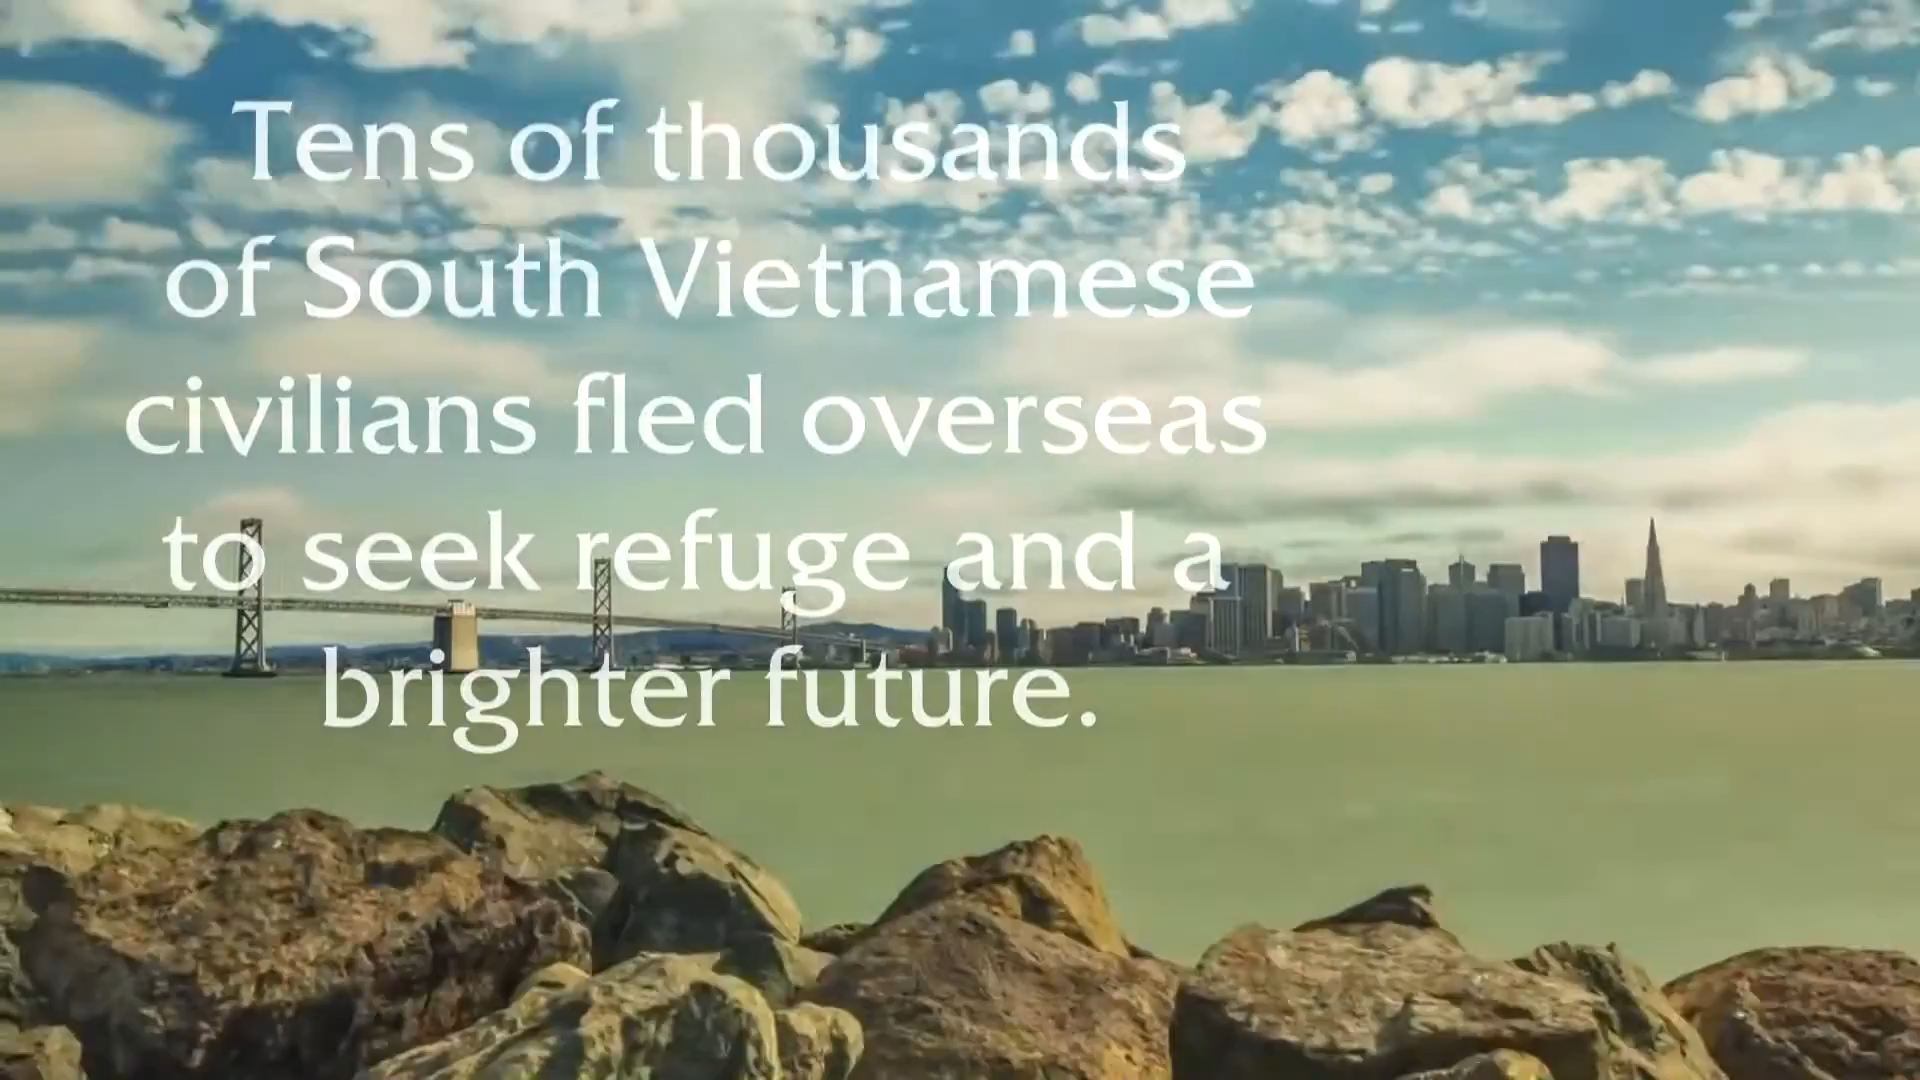 Tens of thousands
of South Vietnamese
civilians fled overseas
to seek refuge and a
brighter future.